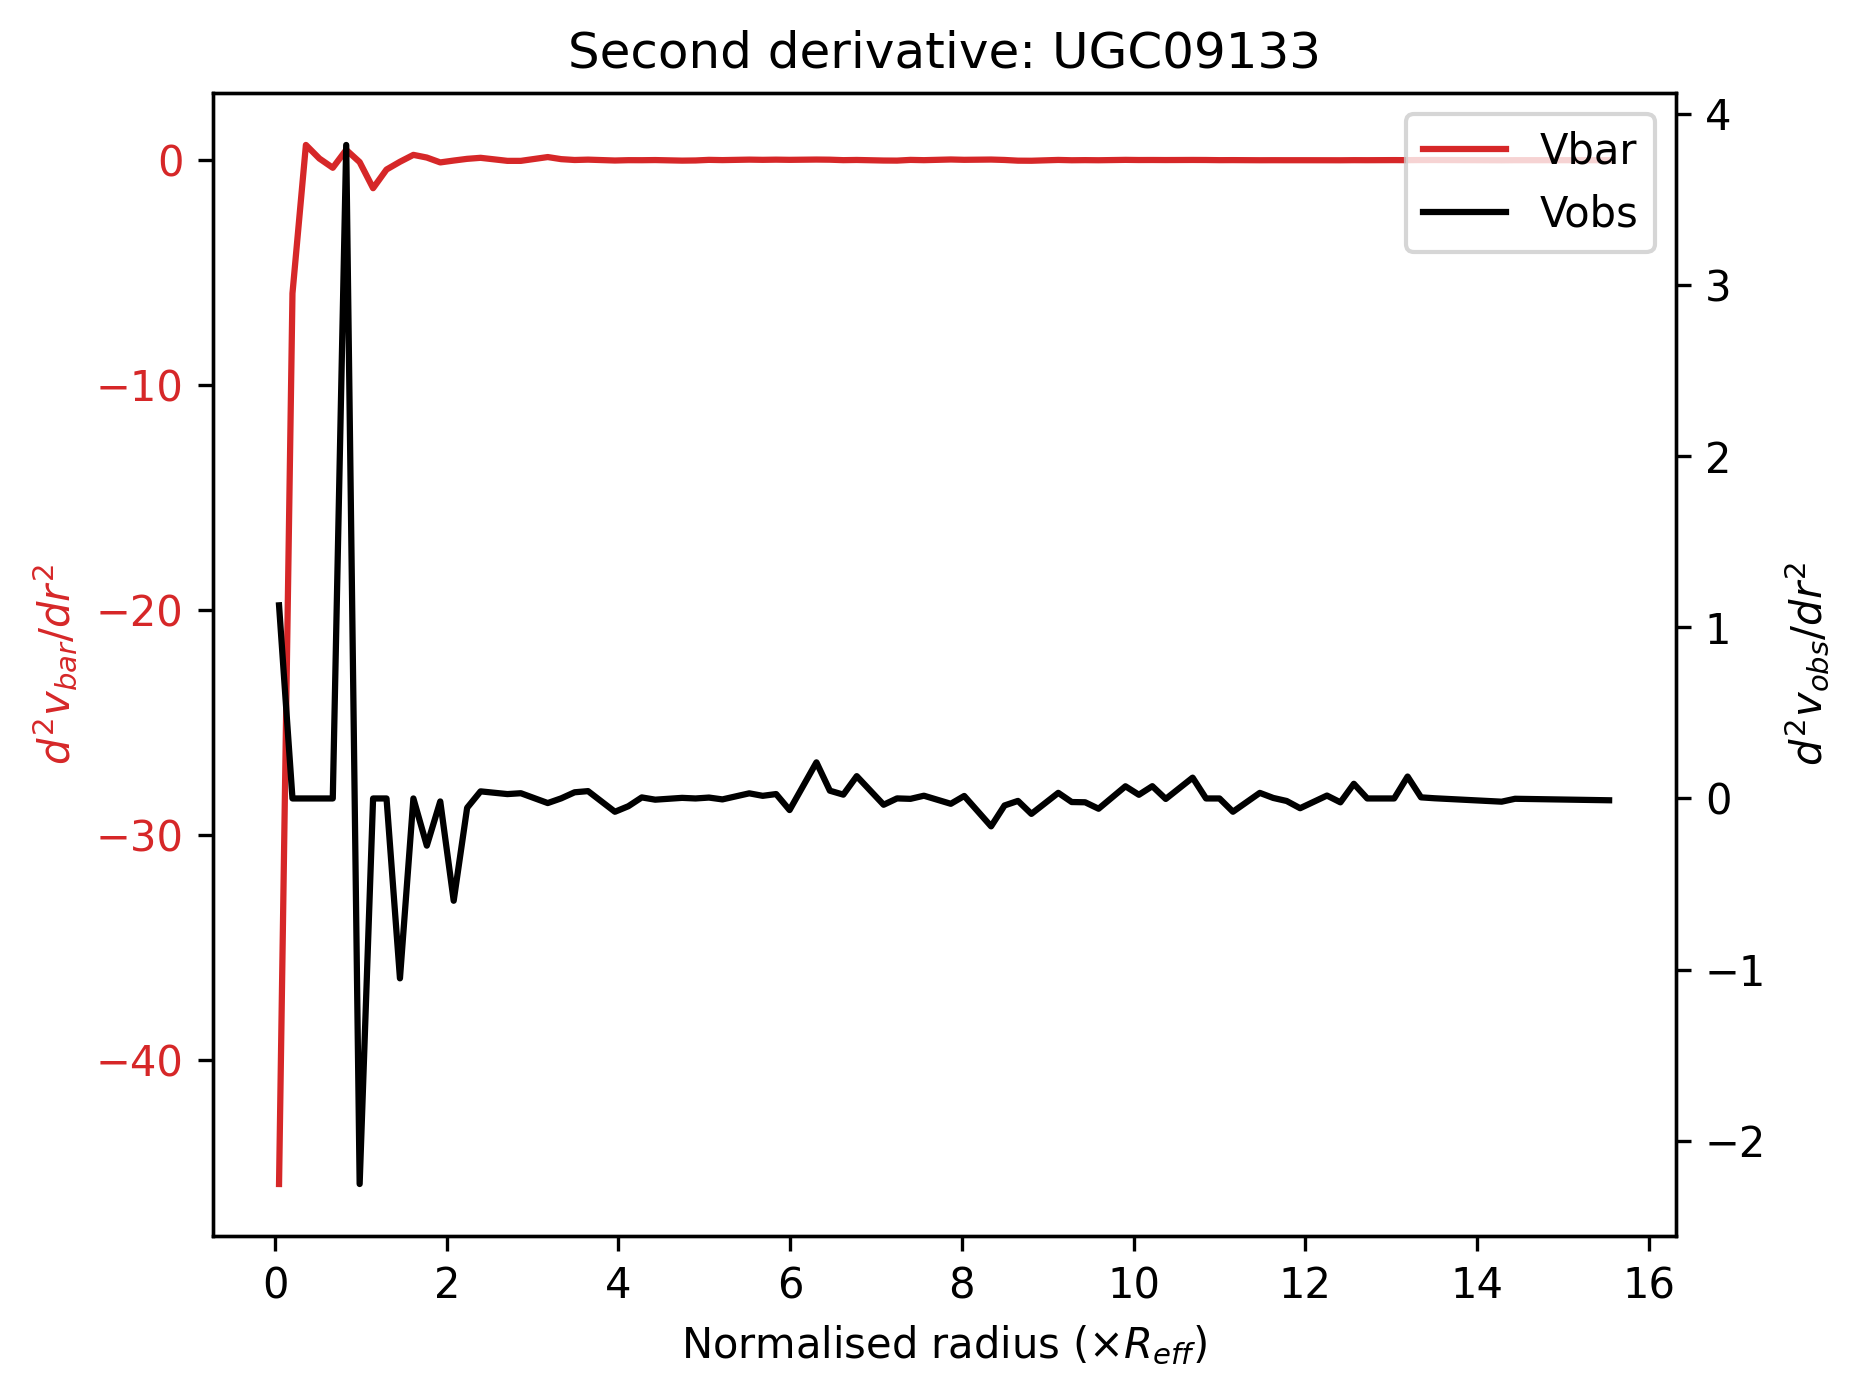 Second derivative: UGC09133
Vbar
Vobs
0
−10
−20
−30
−40
d²v_bar/dr²
4
3
2
1
0
−1
−2
d²v_obs/dr²
0 2 4 6 8 10 12 14 16
Normalised radius (×R_eff)